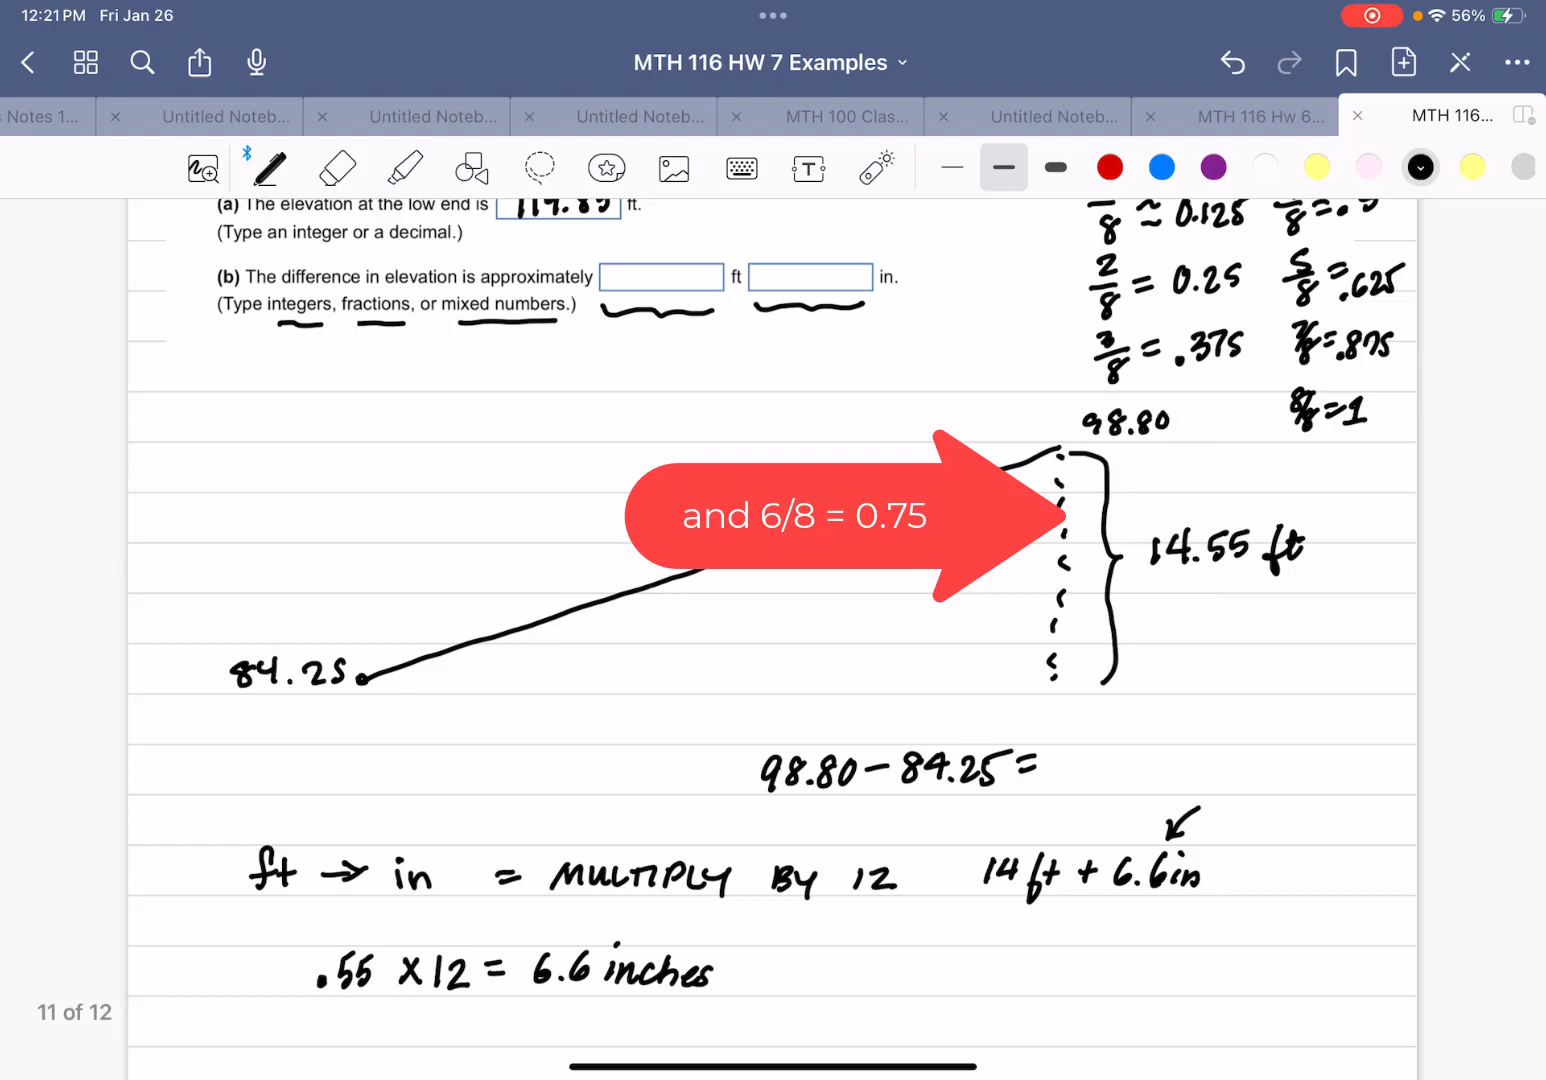 12:21 PM Fri Jan 26
56%
MTH 116 HW 7 Examples
s Notes 1...
Untitled Noteb...
Untitled Noteb...
Untitled Noteb...
MTH 100 Clas...
Untitled Noteb...
MTH 116 Hw 6...
MTH 116...
T
(a) The elevation at the low end is 114.85 ft.
(Type an integer or a decimal.)
(b) The difference in elevation is approximately ft in.
(Type integers, fractions, or mixed numbers.)
/8 ≈ 0.125 /8 = .5
2/8 = 0.25 5/8 = .625
3/8 = .375 7/8 = .875
8/8 = 1
98.80
and 6/8 = 0.75
14.55 ft
84.25
98.80 - 84.25 =
ft → in = MULTIPLY BY 12 14 ft + 6.6in
.55 x 12 = 6.6 inches
11 of 12